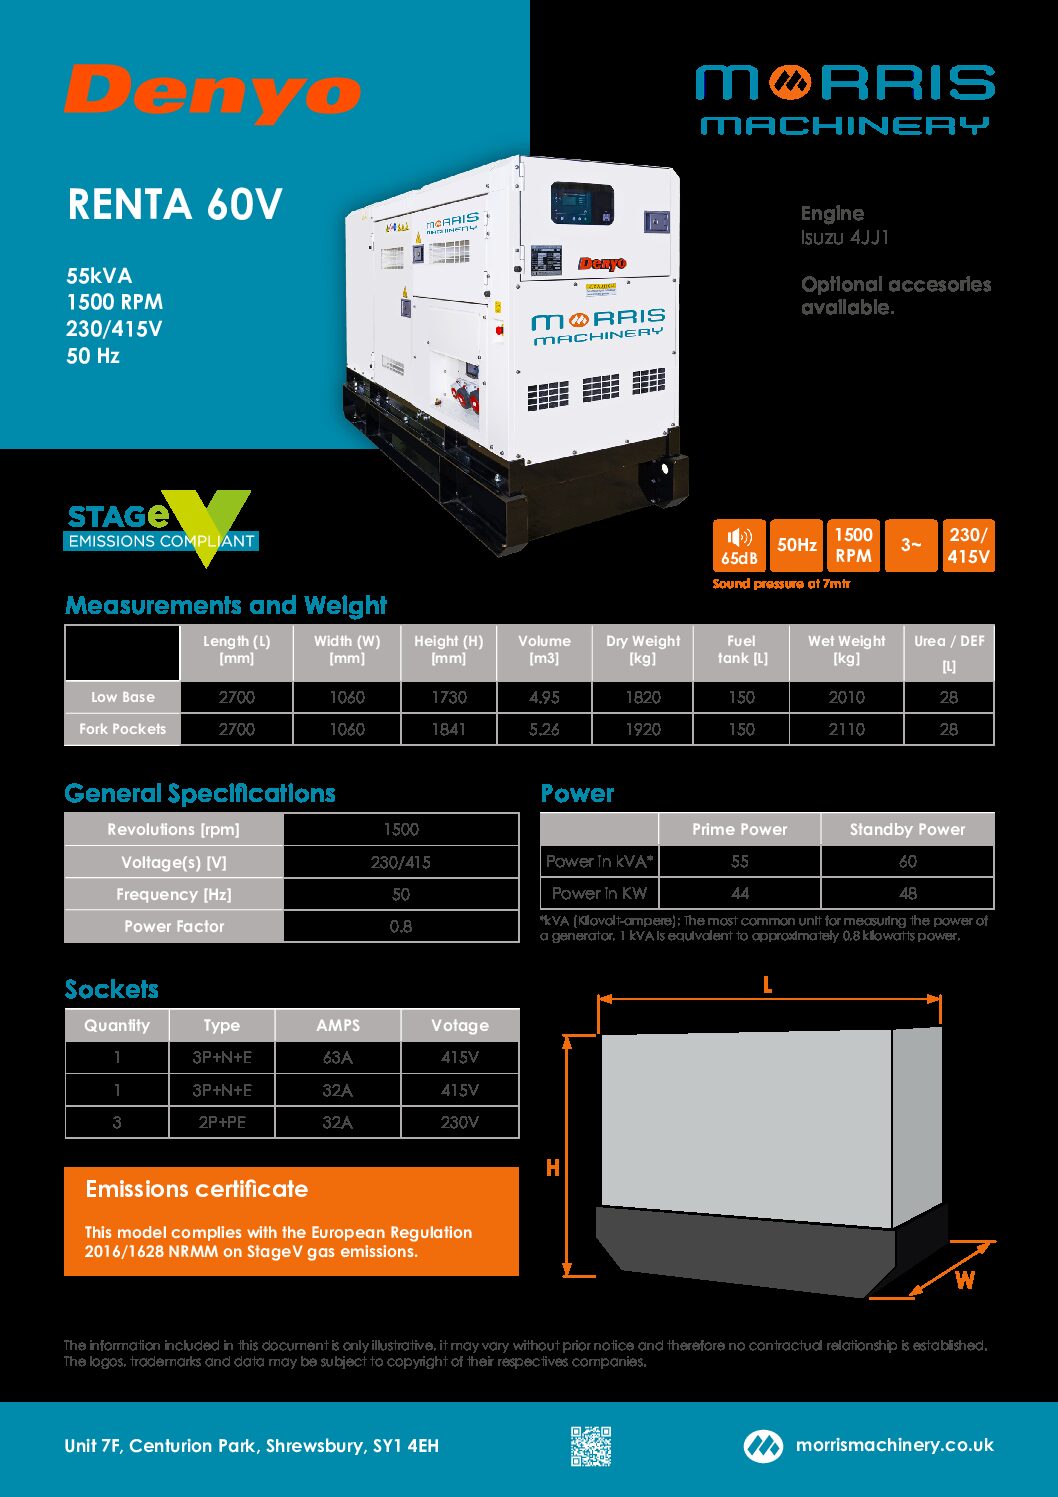 Denyo
MORRIS
MACHINERY
RENTA 60V
55kVA
1500 RPM
230/415V
50 Hz
Engine
Isuzu 4JJ1
Optional accesories
available.
MORRIS
MACHINERY
Denyo
MORRIS
MACHINERY
STAGe V
EMISSIONS COMPLIANT
65dB
50Hz
1500
RPM
3~
230/
415V
Sound pressure at 7mtr
Measurements and Weight
Length (L) [mm] Width (W) [mm] Height (H) [mm] Volume [m3] Dry Weight [kg] Fuel tank [L] Wet Weight [kg] Urea / DEF [L]
Low Base 2700 1060 1730 4.95 1820 150 2010 28
Fork Pockets 2700 1060 1841 5.26 1920 150 2110 28
General Specifications
Revolutions [rpm] 1500
Voltage(s) [V] 230/415
Frequency [Hz] 50
Power Factor 0.8
Power
Prime Power Standby Power
Power in kVA* 55 60
Power in KW 44 48
*kVA (Kilovolt-ampere): The most common unit for measuring the power of
a generator. 1 kVA is equivalent to approximately 0,8 kilowatts power.
Sockets
Quantity Type AMPS Votage
1 3P+N+E 63A 415V
1 3P+N+E 32A 415V
3 2P+PE 32A 230V
L
H
W
Emissions certificate
This model complies with the European Regulation
2016/1628 NRMM on StageV gas emissions.
The information included in this document is only illustrative, it may vary without prior notice and therefore no contractual relationship is established.
The logos, trademarks and data may be subject to copyright of their respectives companies.
Unit 7F, Centurion Park, Shrewsbury, SY1 4EH
morrismachinery.co.uk